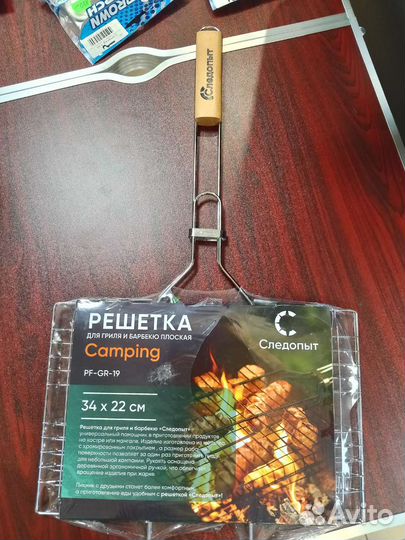 BROWN
Следопыт
РЕШЕТКА
ДЛЯ ГРИЛЯ И БАРБЕКЮ ПЛОСКАЯ
Camping
PF-GR-19
34 х 22 см
Следопыт
Решетка для гриля и барбекю «Следопыт» -
универсальный помощник в приготовлении продуктов
на костре или мангале. Изделие изготовлено из
с хромированным покрытием, а размер рабочей
поверхности позволяет за один раз приготовить
для небольшой компании. Рукоять оснащена
деревянной эргономичной ручкой, что облегчает
вращение изделия при жарке.
Пикник с друзьями станет более комфортным,
а приготовление еды удобным с решеткой «Следопыт»!
Avito